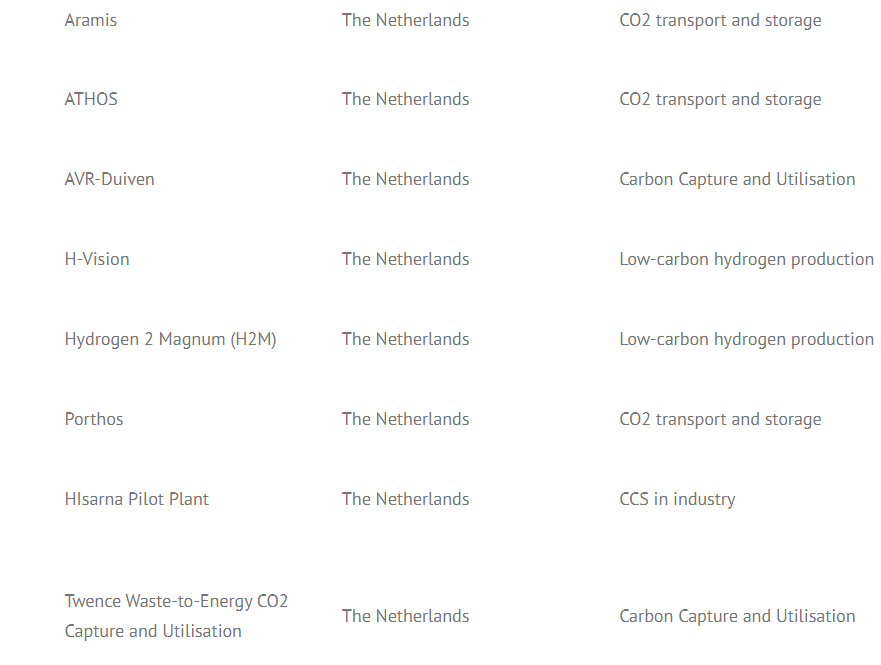 Aramis The Netherlands CO2 transport and storage
ATHOS The Netherlands CO2 transport and storage
AVR-Duiven The Netherlands Carbon Capture and Utilisation
H-Vision The Netherlands Low-carbon hydrogen production
Hydrogen 2 Magnum (H2M) The Netherlands Low-carbon hydrogen production
Porthos The Netherlands CO2 transport and storage
HIsarna Pilot Plant The Netherlands CCS in industry
Twence Waste-to-Energy CO2
Capture and Utilisation The Netherlands Carbon Capture and Utilisation